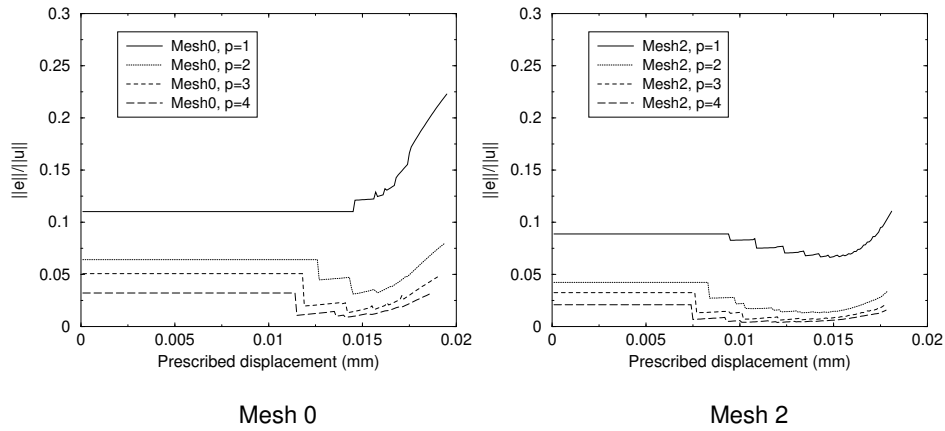 0.3
0.25
0.2
0.15
0.1
0.05
0
||e||/||u||
Mesh0, p=1
Mesh0, p=2
Mesh0, p=3
Mesh0, p=4
0
0.005
0.01
0.015
0.02
Prescribed displacement (mm)
Mesh 0
0.3
0.25
0.2
0.15
0.1
0.05
0
||e||/||u||
Mesh2, p=1
Mesh2, p=2
Mesh2, p=3
Mesh2, p=4
0
0.005
0.01
0.015
0.02
Prescribed displacement (mm)
Mesh 2